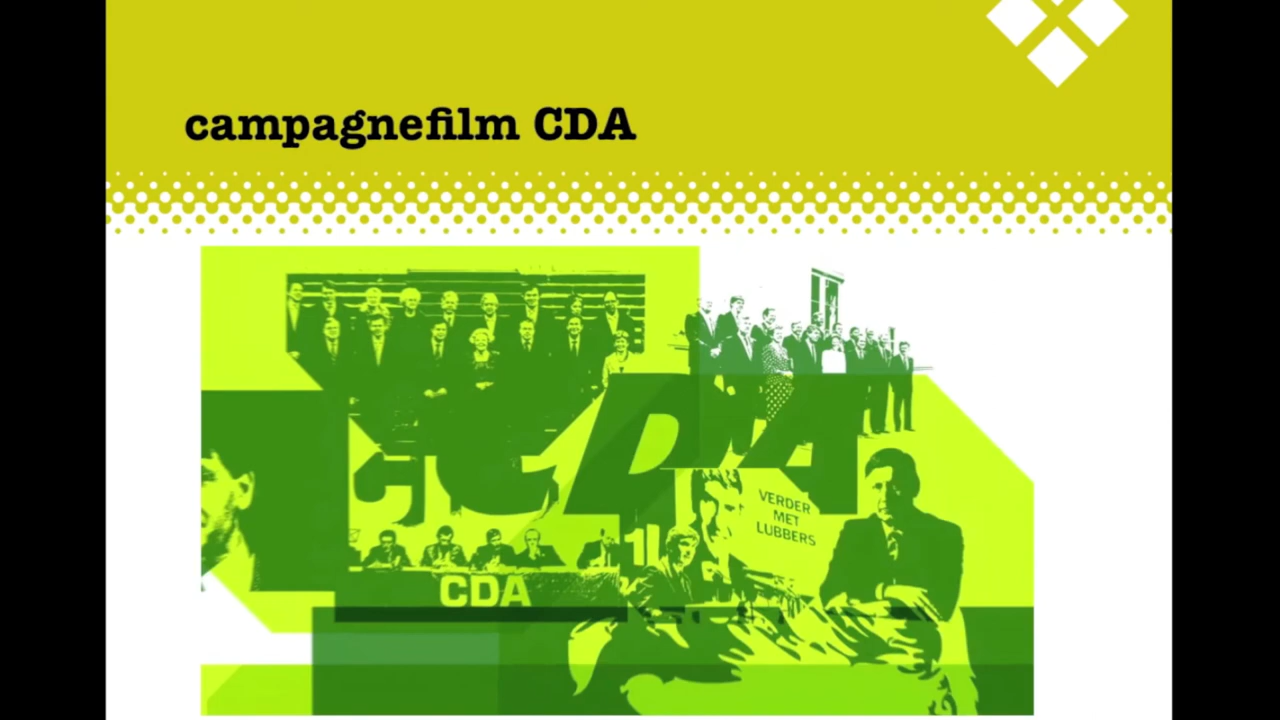 campagnefilm CDA
CDA
VERDER
MET
LUBBERS
CDA